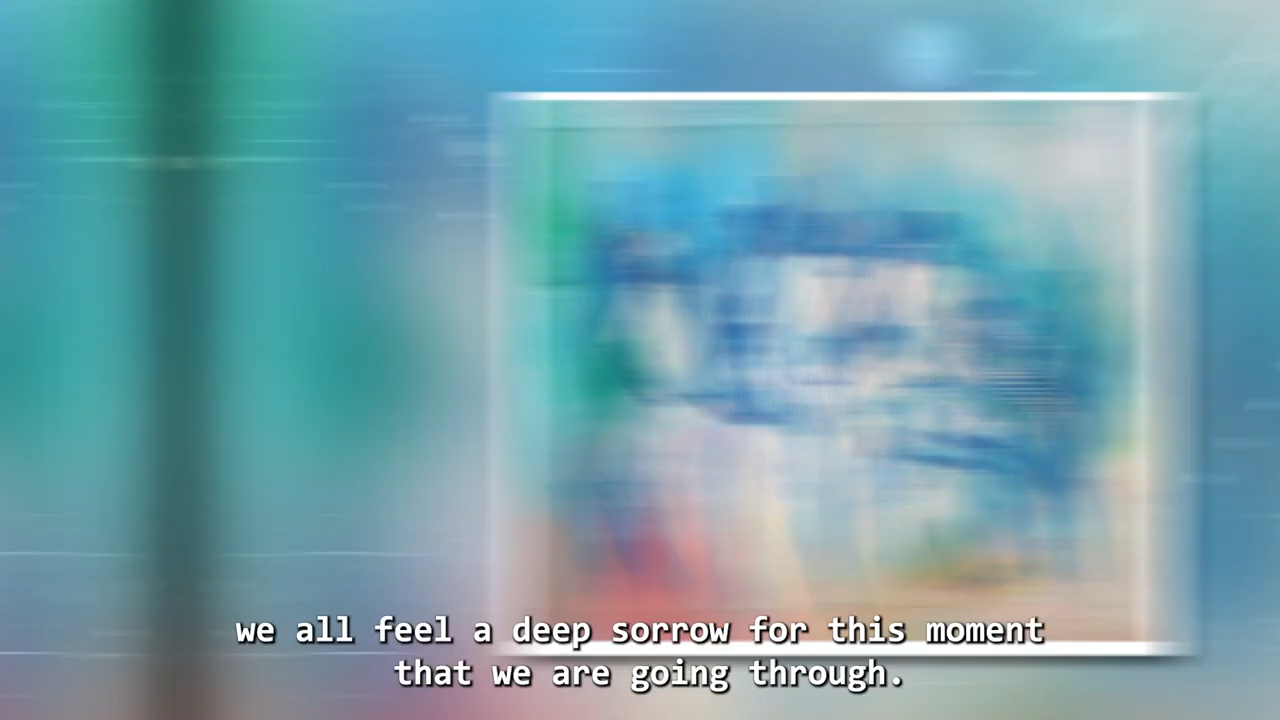 we all feel a deep sorrow for this moment
that we are going through.